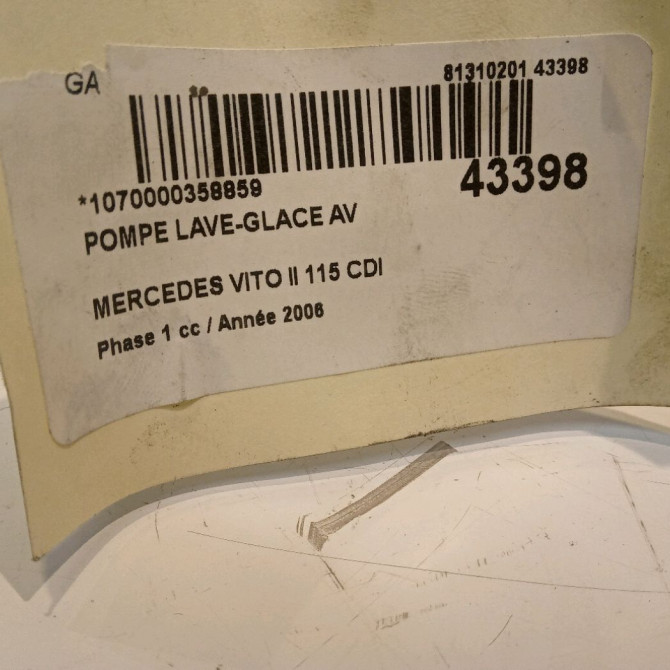 GA
81310201 43398
*1070000358859
43398
POMPE LAVE-GLACE AV
MERCEDES VITO II 115 CDI
Phase 1 cc / Année 2006